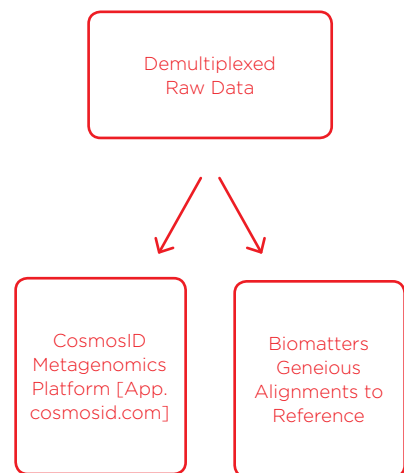 Demultiplexed
Raw Data
CosmosID
Metagenomics
Platform [App.
cosmosid.com]
Biomatters
Geneious
Alignments to
Reference